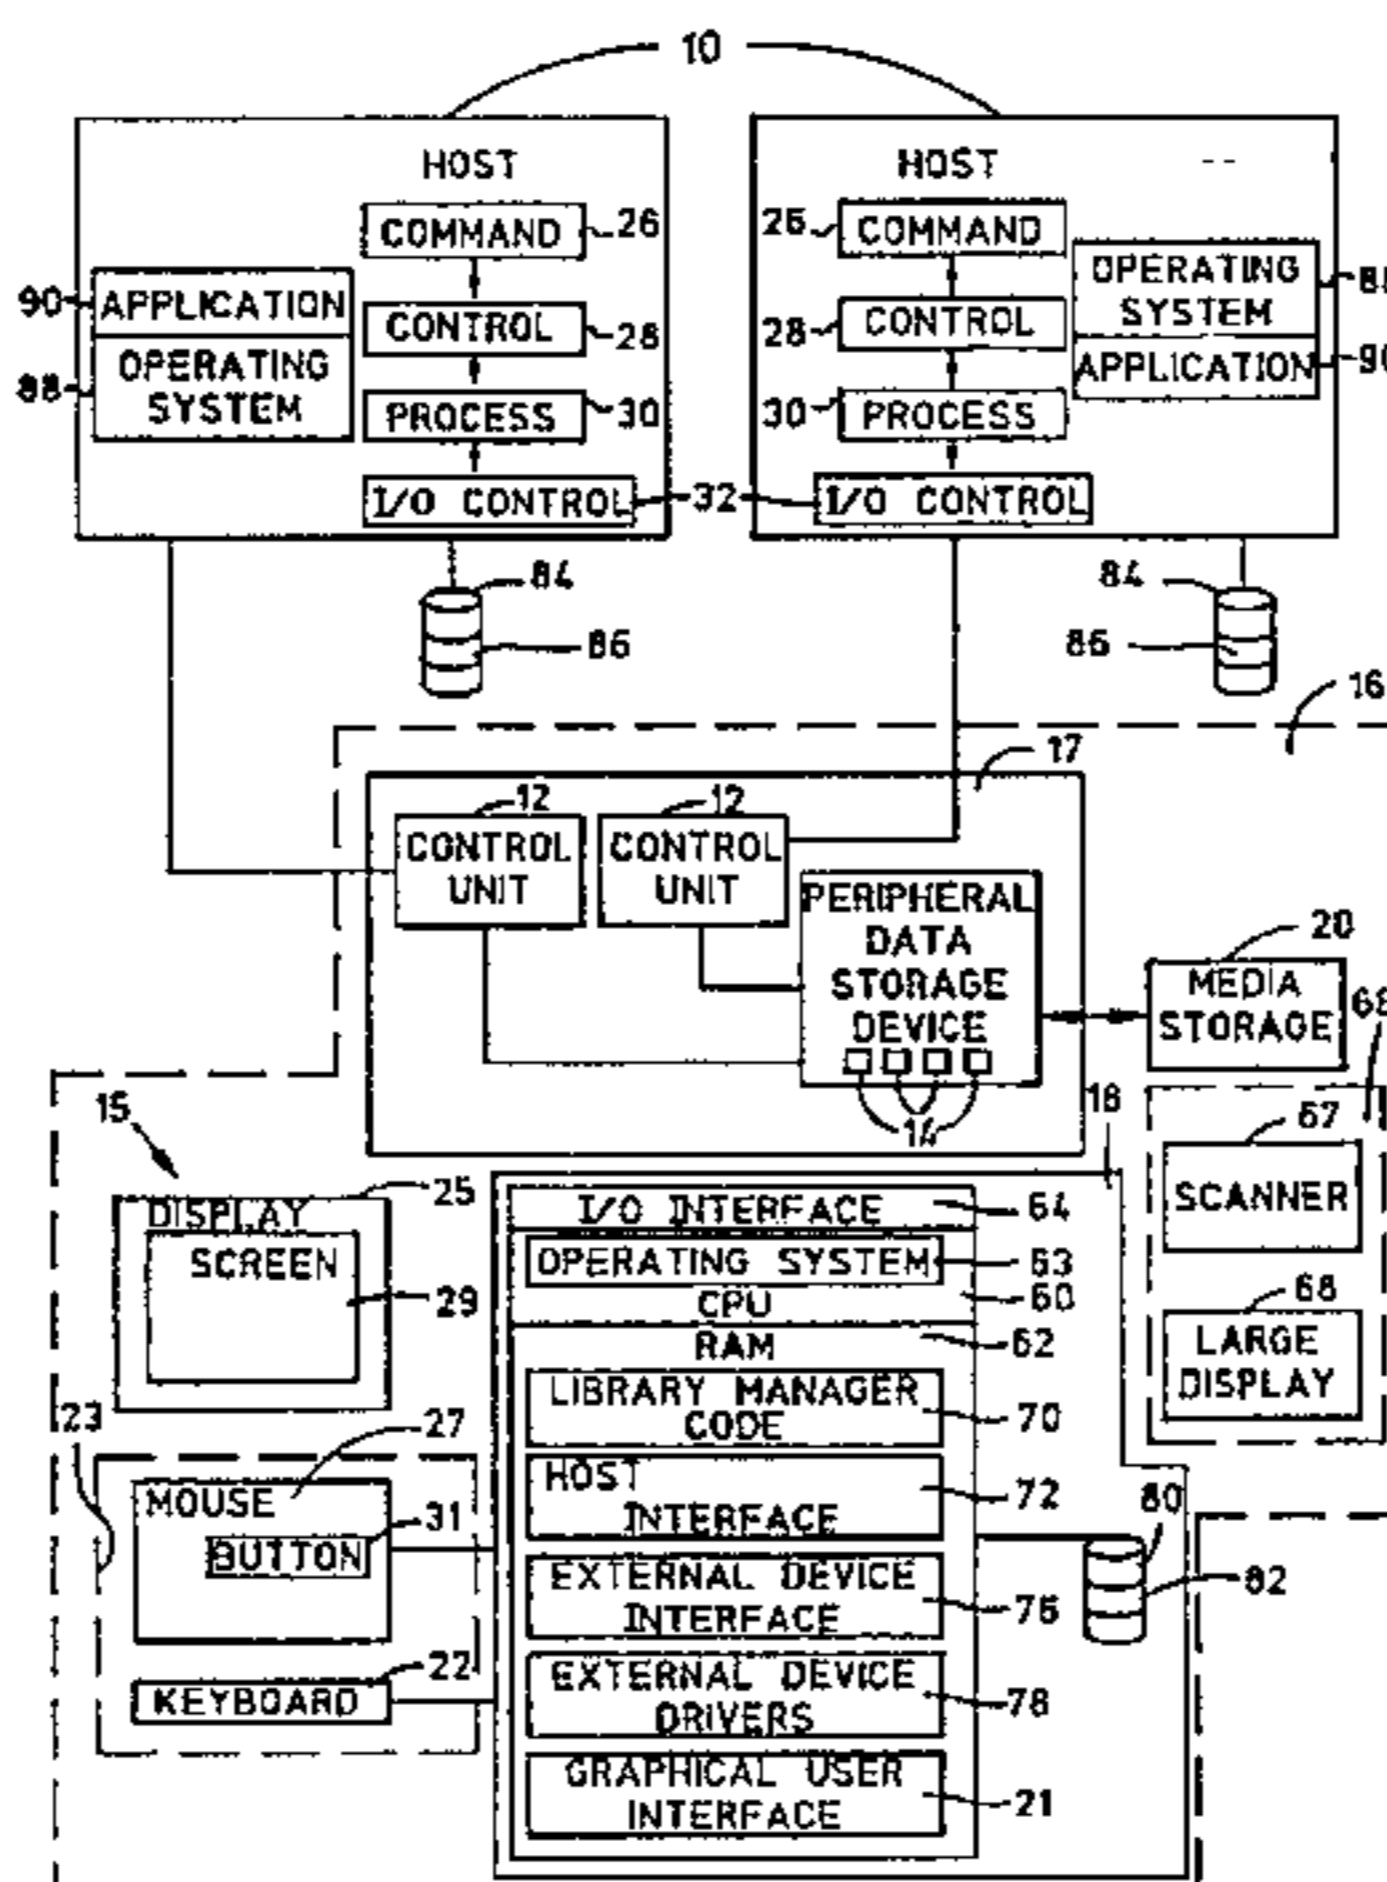 10
HOST
COMMAND 26
90 APPLICATION
CONTROL 28
88 OPERATING
SYSTEM
PROCESS 30
I/O CONTROL 32
84
86
HOST
26 COMMAND
OPERATING
SYSTEM
28 CONTROL
APPLICATION
30 PROCESS
I/O CONTROL
84
86
16
17
12
CONTROL
UNIT
12
CONTROL
UNIT
PERIPHERAL
DATA
STORAGE
DEVICE
14
20
MEDIA
STORAGE
18
67
SCANNER
68
LARGE
DISPLAY
15
25
DISPLAY
SCREEN
29
23
27
MOUSE
31
BUTTON
22
KEYBOARD
I/O INTERFACE 64
OPERATING SYSTEM 63
CPU 60
RAM 62
LIBRARY MANAGER
CODE 70
HOST
INTERFACE 72
EXTERNAL DEVICE
INTERFACE 76
EXTERNAL DEVICE
DRIVERS 78
GRAPHICAL USER
INTERFACE 21
80
82